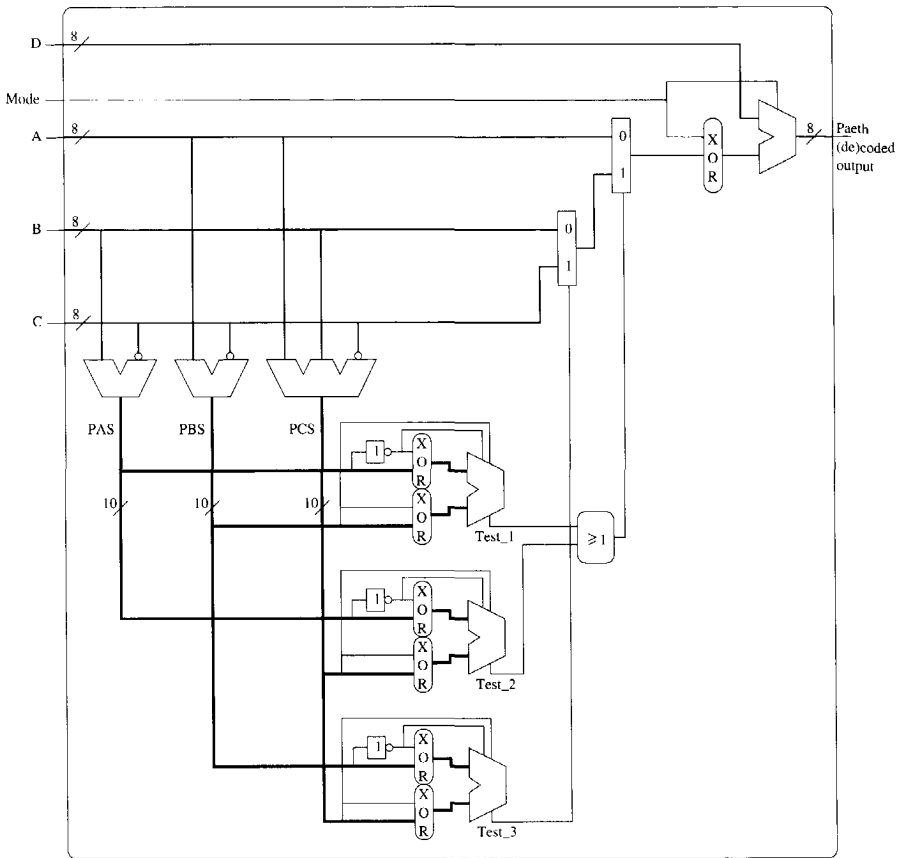 D 8
Mode
A 8
0
1
X
O
R
8 Paeth
(de)coded
output
B 8
0
1
C 8
PAS
PBS
PCS
1
X
O
R
10
10
10
X
O
R
Test_1
≥1
1
X
O
R
X
O
R
Test_2
1
X
O
R
X
O
R
Test_3